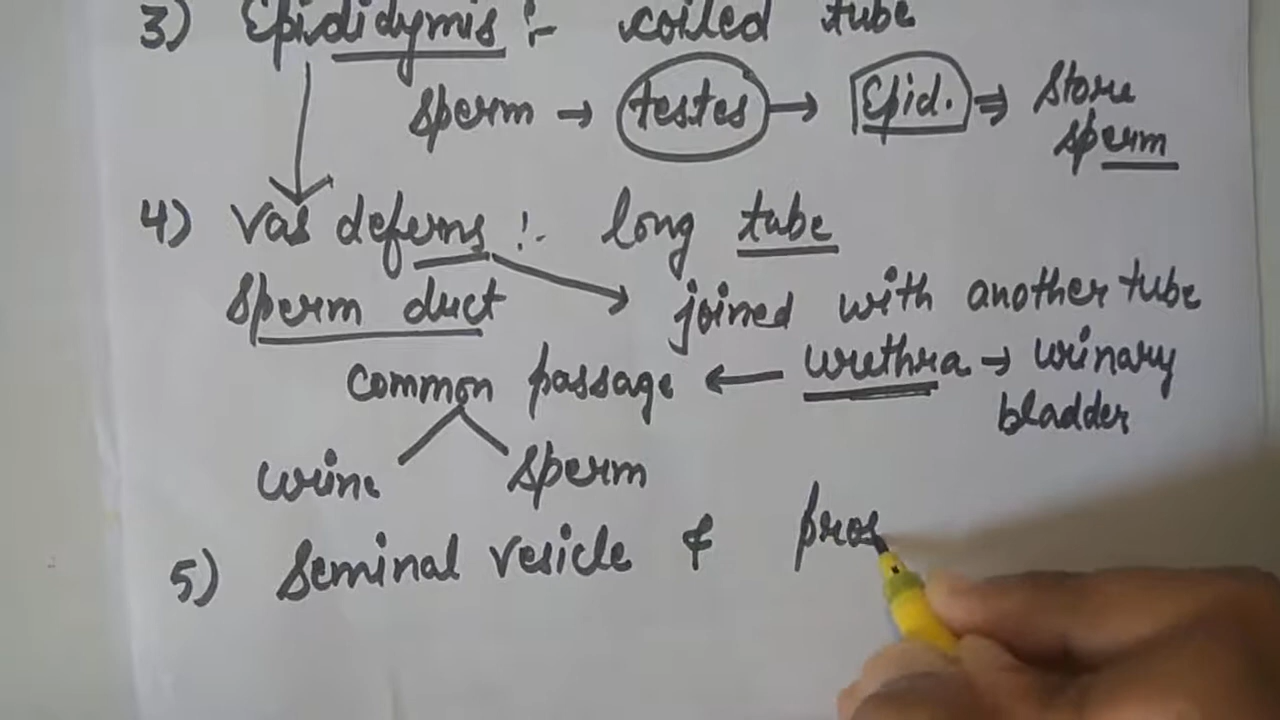 3) Epididymis :- coiled tube
sperm → testes → Epid. ⇒ store
sperm
4) Vas deferns :- long tube
sperm duct → joined with another tube
common passage ← urethra → urinary
bladder
urine sperm
5) Seminal vesicle & pros